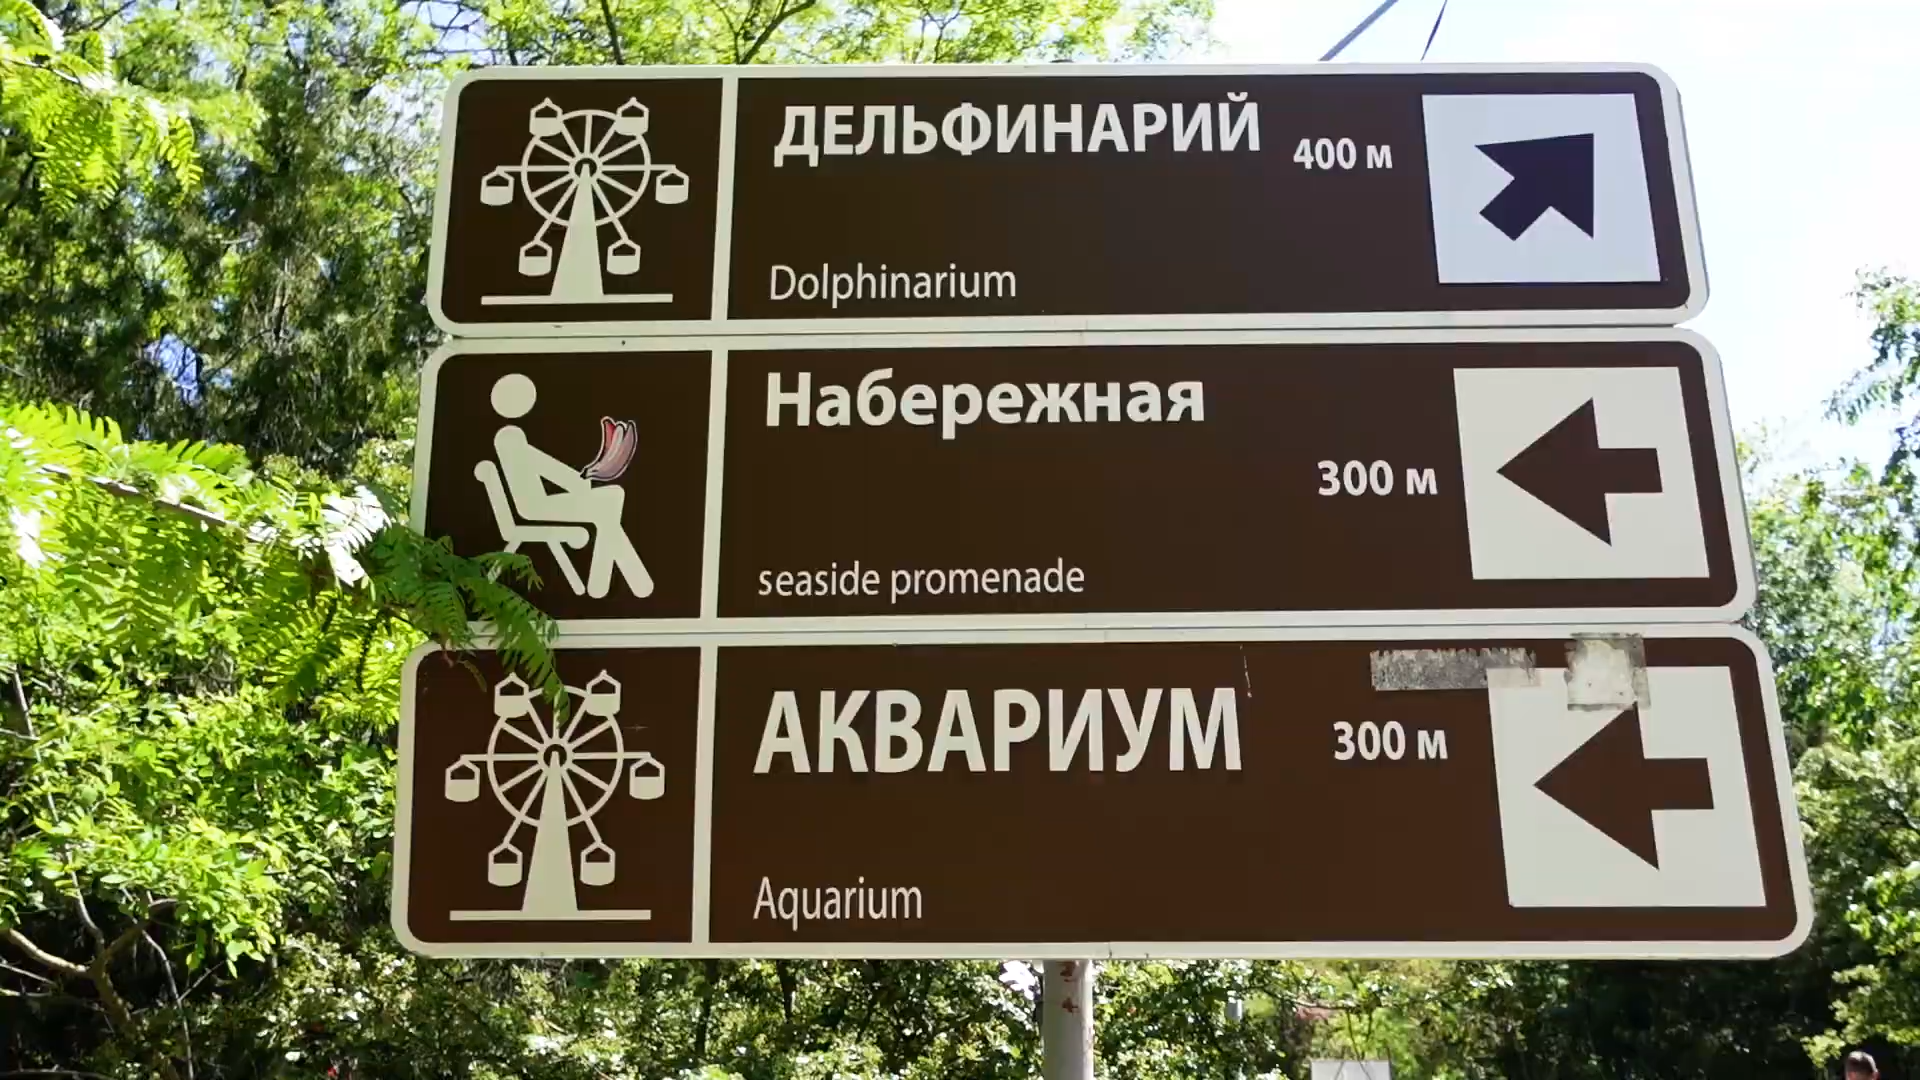 ДЕЛЬФИНАРИЙ 400 м
Dolphinarium
Набережная
300 м
seaside promenade
АКВАРИУМ 300 м
Aquarium